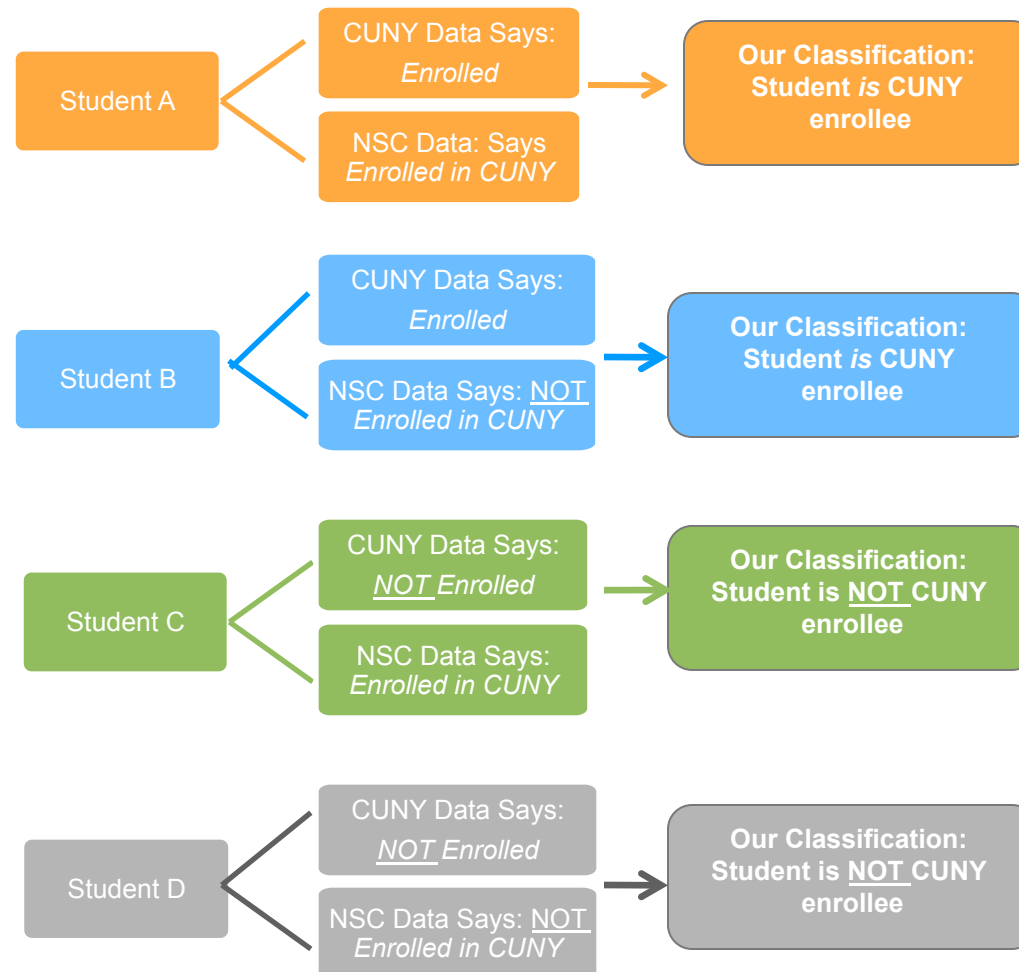 Student A
CUNY Data Says:
Enrolled
NSC Data: Says
Enrolled in CUNY
Our Classification:
Student is CUNY
enrollee
Student B
CUNY Data Says:
Enrolled
NSC Data Says: NOT
Enrolled in CUNY
Our Classification:
Student is CUNY
enrollee
Student C
CUNY Data Says:
NOT Enrolled
NSC Data Says:
Enrolled in CUNY
Our Classification:
Student is NOT CUNY
enrollee
Student D
CUNY Data Says:
NOT Enrolled
NSC Data Says: NOT
Enrolled in CUNY
Our Classification:
Student is NOT CUNY
enrollee